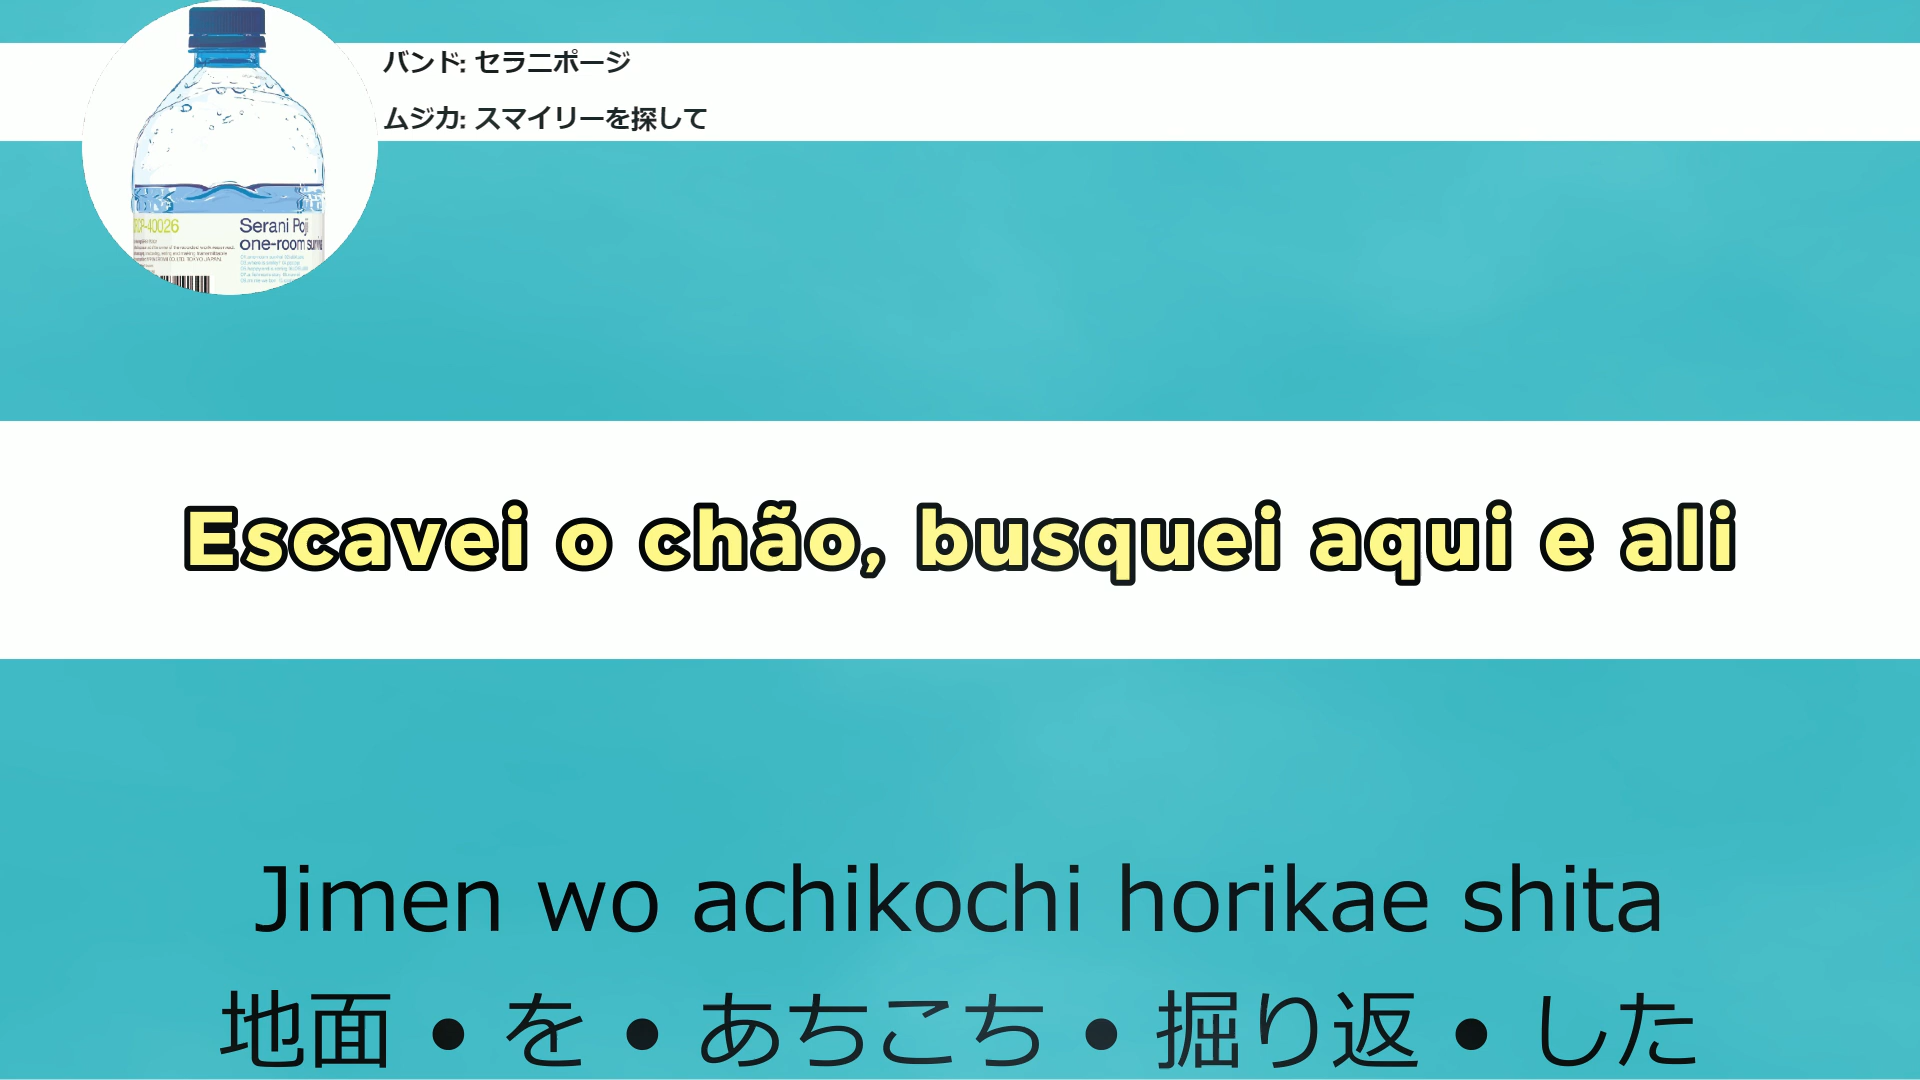 バンド: セラニポージ
ムジカ: スマイリーを探して
Serani Poji
one-room
Escavei o chão, busquei aqui e ali
Jimen wo achikochi horikae shita
地面 • を • あちこち • 掘り返 • した